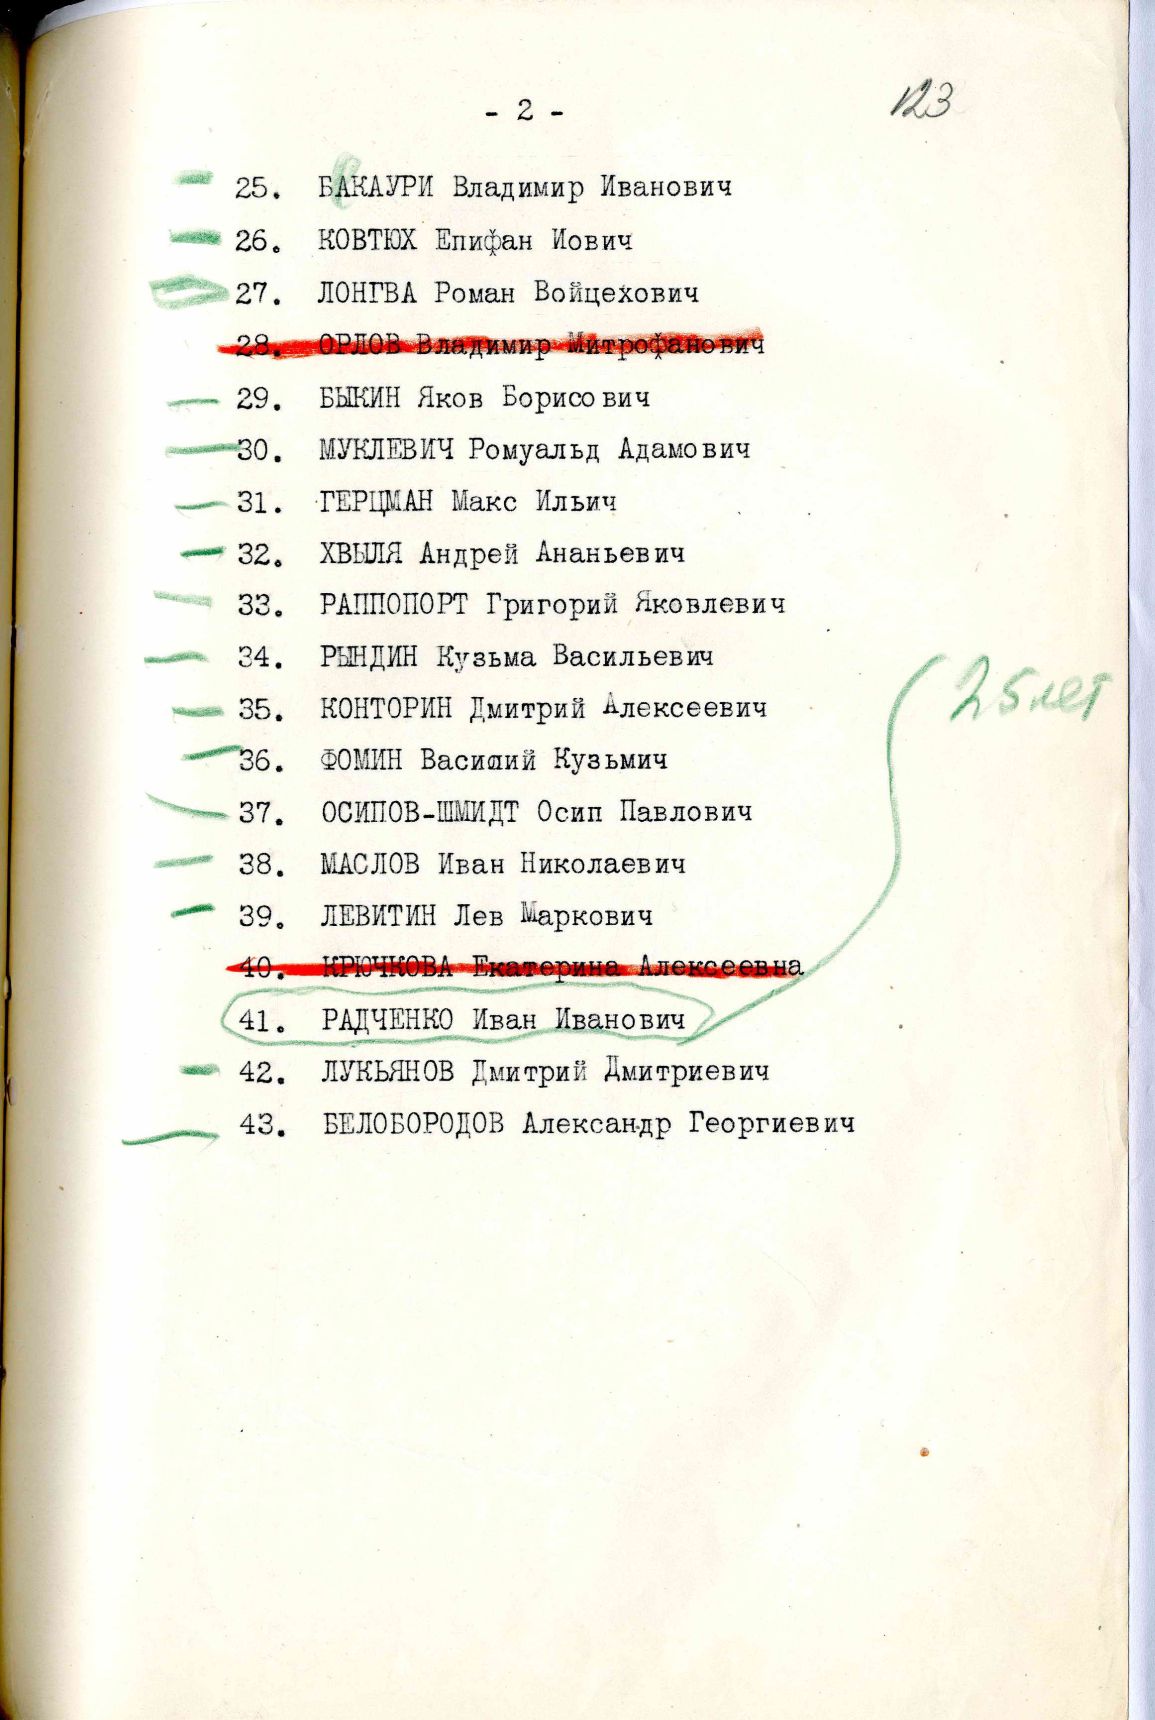 - 2 -
123
25. БАКАУРИ Владимир Иванович
26. КОВТЮХ Епифан Иович
27. ЛОНГВА Роман Войцехович
28. ОРЛОВ Владимир Митрофанович
29. БЫКИН Яков Борисович
30. МУКЛЕВИЧ Ромуальд Адамович
31. ГЕРЦМАН Макс Ильич
32. ХВЫЛЯ Андрей Ананьевич
33. РАППОПОРТ Григорий Яковлевич
34. РЫНДИН Кузьма Васильевич
25 лет
35. КОНТОРИН Дмитрий Алексеевич
36. ФОМИН Василий Кузьмич
37. ОСИПОВ-ШМИДТ Осип Павлович
38. МАСЛОВ Иван Николаевич
39. ЛЕВИТИН Лев Маркович
40. КРЮЧКОВА Екатерина Алексеевна
41. РАДЧЕНКО Иван Иванович
42. ЛУКЬЯНОВ Дмитрий Дмитриевич
43. БЕЛОБОРОДОВ Александр Георгиевич